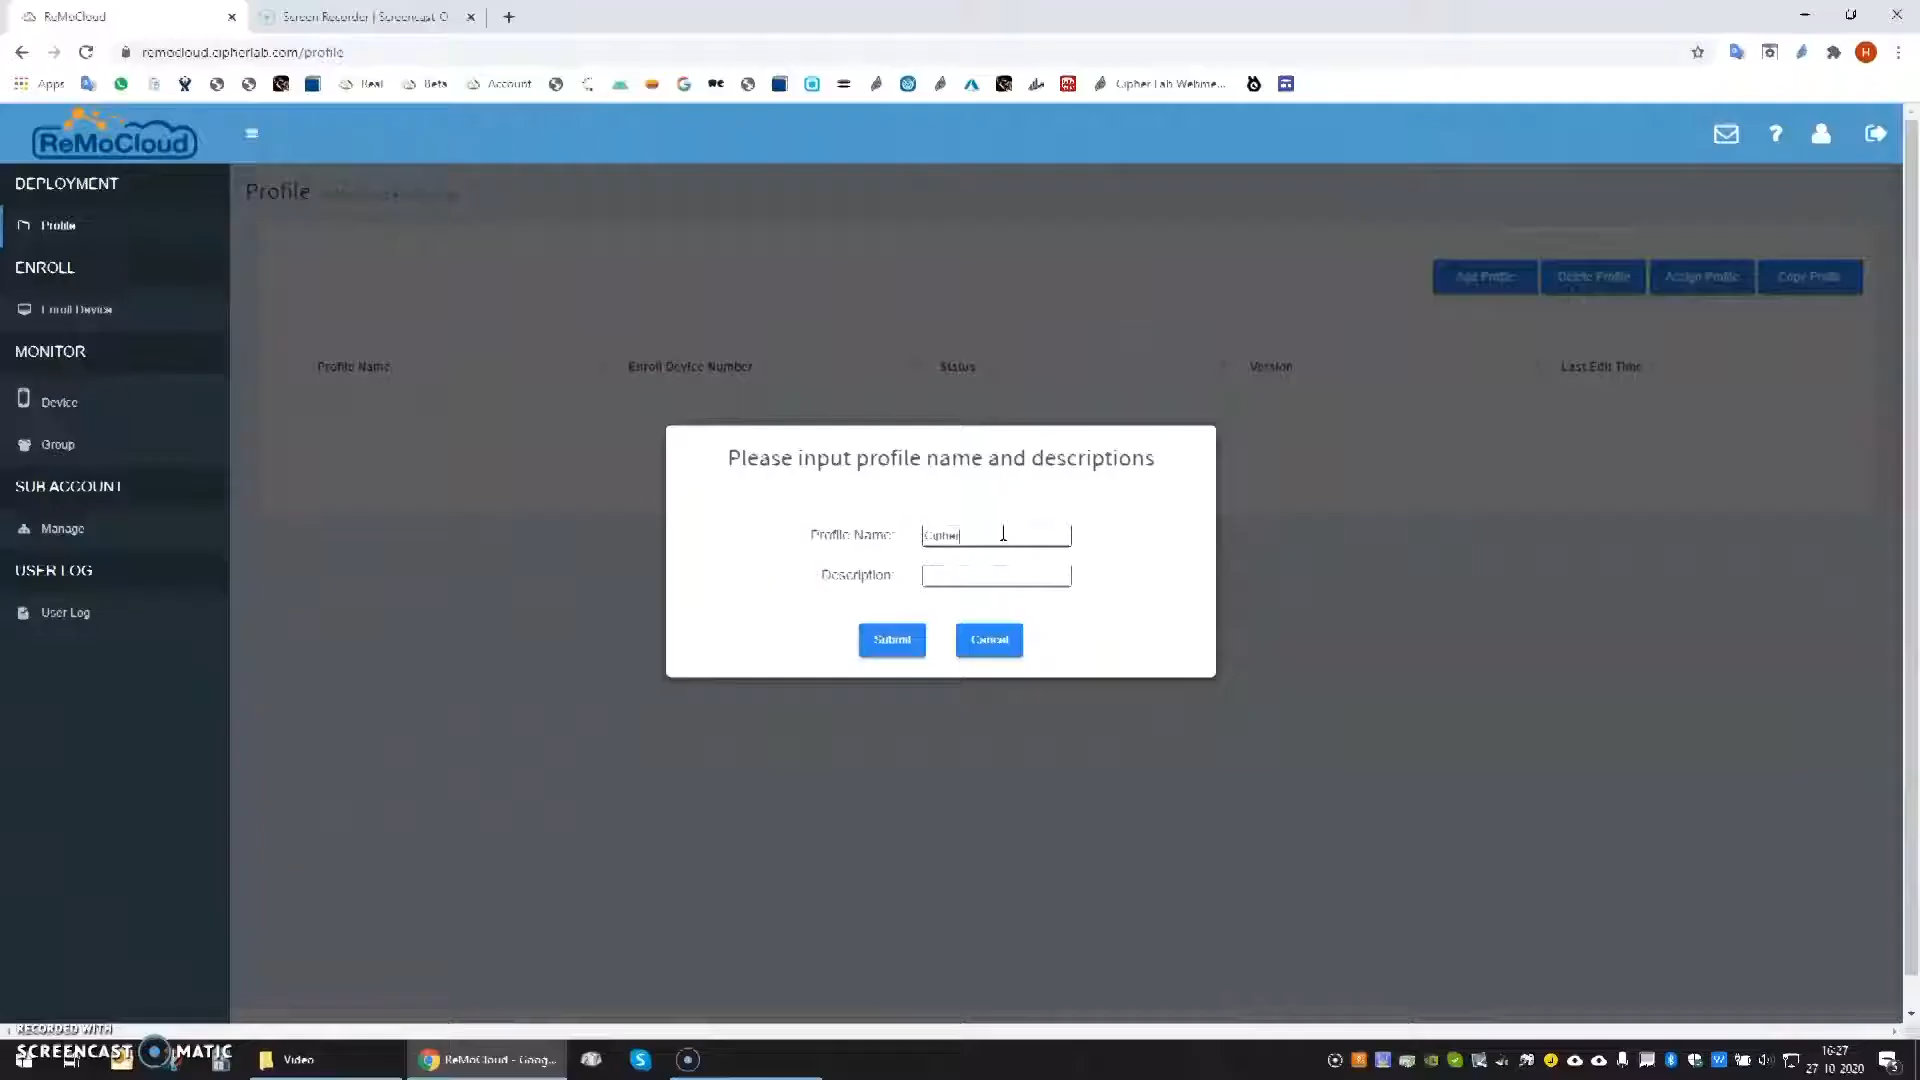 ReMoCloud
Screen Recorder | Screencast-O
remocloud.cipherlab.com/profile
H
Apps
Real
Beta
Account
Cipher Lab Webme...
ReMoCloud
DEPLOYMENT
Profile
ENROLL
Enroll Device
MONITOR
Device
Group
SUB ACCOUNT
Manage
USER LOG
User Log
Profile
Add Profile
Delete Profile
Assign Profile
Copy Profile
Profile Name
Enroll Device Number
Status
Version
Last Edit Time
Please input profile name and descriptions
Profile Name:
Cipher
Description:
Submit
Cancel
RECORDED WITH
SCREENCAST MATIC
Video
ReMoCloud - Goog...
16:27
27-10-2020
5